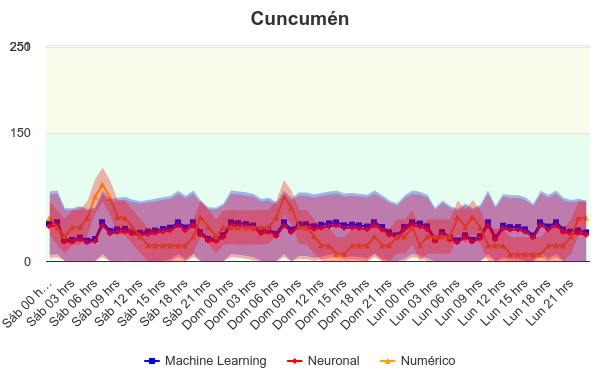 Cuncumén
250
150
0
Sáb 00 h...
Sáb 03 hrs
Sáb 06 hrs
Sáb 09 hrs
Sáb 12 hrs
Sáb 15 hrs
Sáb 18 hrs
Sáb 21 hrs
Dom 00 hrs
Dom 03 hrs
Dom 06 hrs
Dom 09 hrs
Dom 12 hrs
Dom 15 hrs
Dom 18 hrs
Dom 21 hrs
Lun 00 hrs
Lun 03 hrs
Lun 06 hrs
Lun 09 hrs
Lun 12 hrs
Lun 15 hrs
Lun 18 hrs
Lun 21 hrs
Machine Learning Neuronal Numérico